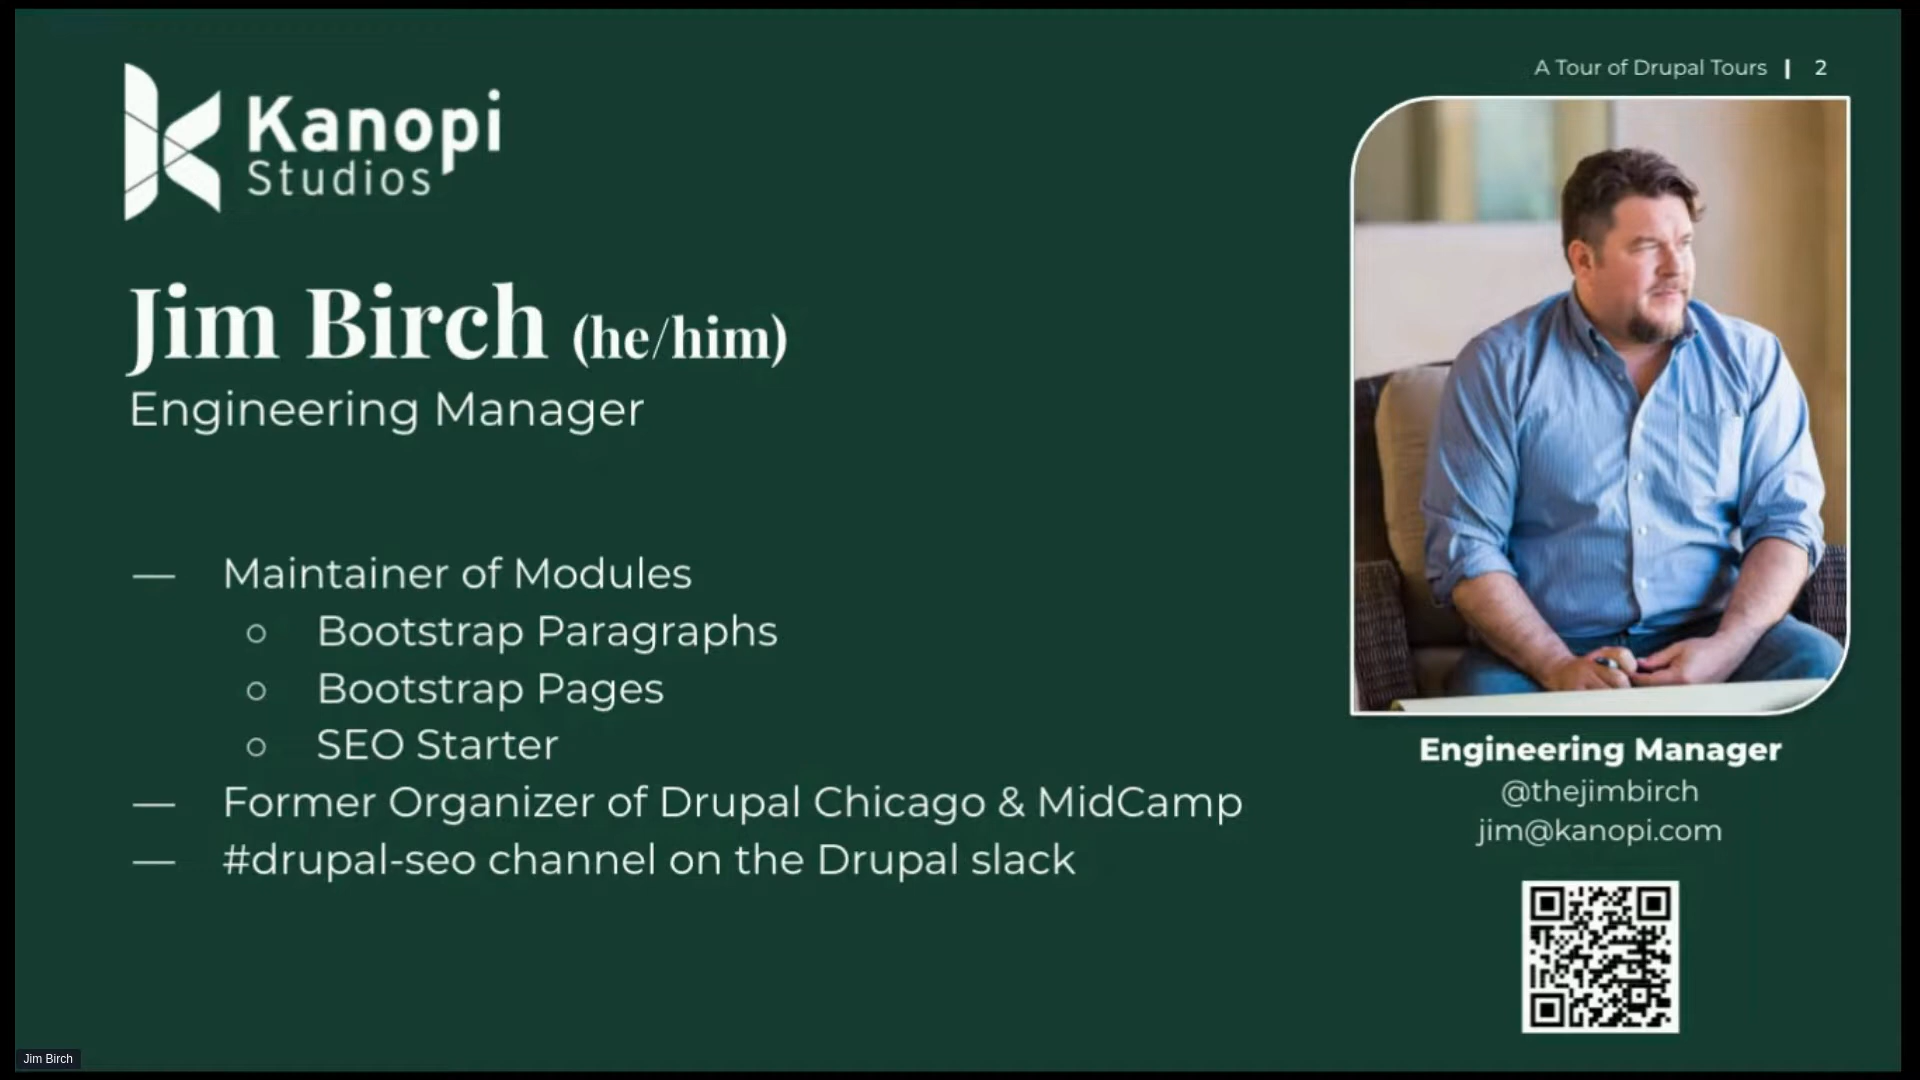 A Tour of Drupal Tours | 2
Kanopi
Studios
Jim Birch (he/him)
Engineering Manager
— Maintainer of Modules
○ Bootstrap Paragraphs
○ Bootstrap Pages
○ SEO Starter
— Former Organizer of Drupal Chicago & MidCamp
— #drupal-seo channel on the Drupal slack
Engineering Manager
@thejimbirch
jim@kanopi.com
Jim Birch